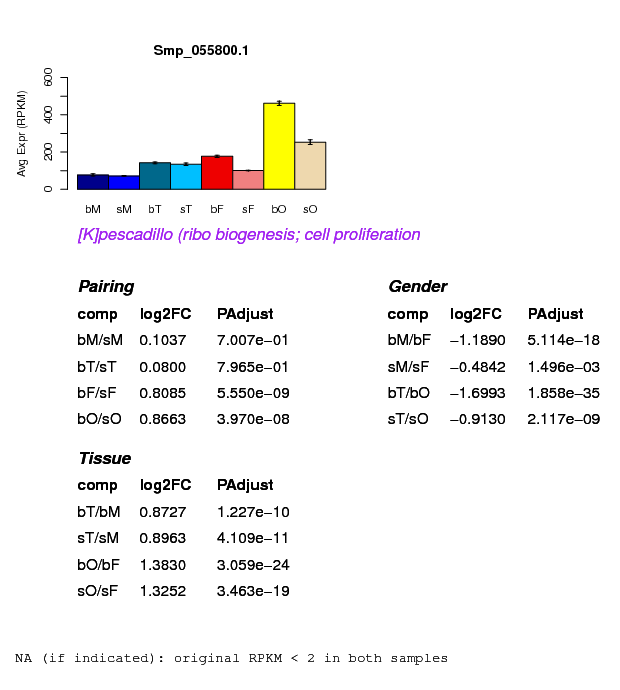 Smp_055800.1
Avg Expr (RPKM)
0 200 400 600
bM sM bT sT bF sF bO sO
[K]pescadillo (ribo biogenesis; cell proliferation
Pairing
comp log2FC PAdjust
bM/sM 0.1037 7.007e−01
bT/sT 0.0800 7.965e−01
bF/sF 0.8085 5.550e−09
bO/sO 0.8663 3.970e−08
Gender
comp log2FC PAdjust
bM/bF −1.1890 5.114e−18
sM/sF −0.4842 1.496e−03
bT/bO −1.6993 1.858e−35
sT/sO −0.9130 2.117e−09
Tissue
comp log2FC PAdjust
bT/bM 0.8727 1.227e−10
sT/sM 0.8963 4.109e−11
bO/bF 1.3830 3.059e−24
sO/sF 1.3252 3.463e−19
NA (if indicated): original RPKM < 2 in both samples